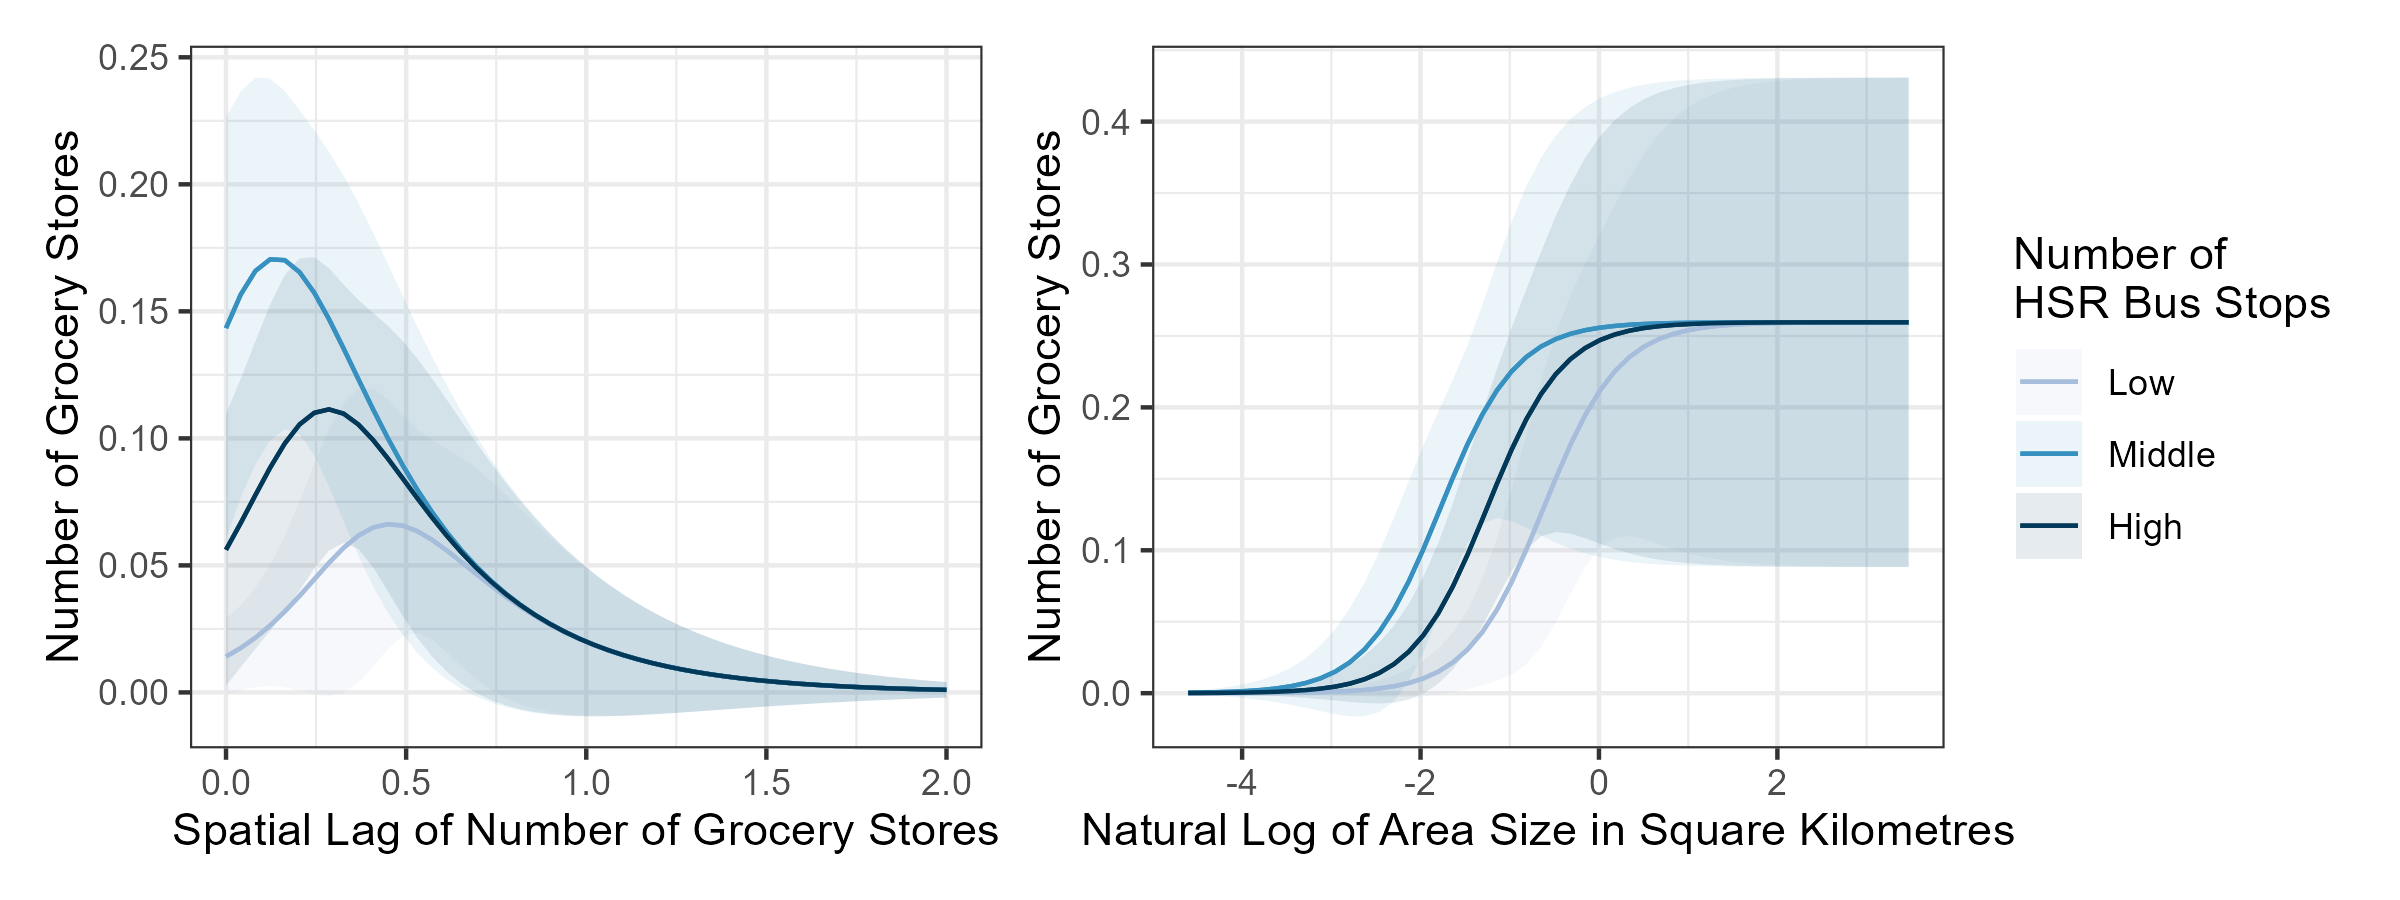 Number of Grocery Stores
0.25
0.20
0.15
0.10
0.05
0.00
0.0 0.5 1.0 1.5 2.0
Spatial Lag of Number of Grocery Stores
Number of Grocery Stores
0.4
0.3
0.2
0.1
0.0
-4 -2 0 2
Natural Log of Area Size in Square Kilometres
Number of
HSR Bus Stops
Low
Middle
High